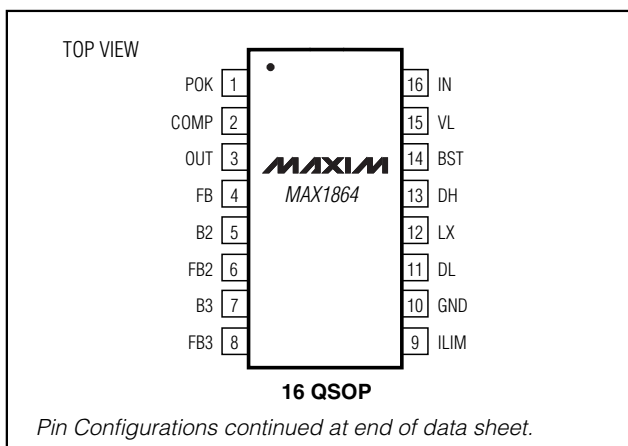 TOP VIEW
POK 1
COMP 2
OUT 3
FB 4
B2 5
FB2 6
B3 7
FB3 8
MAXIM
MAX1864
16 IN
15 VL
14 BST
13 DH
12 LX
11 DL
10 GND
9 ILIM
16 QSOP
Pin Configurations continued at end of data sheet.